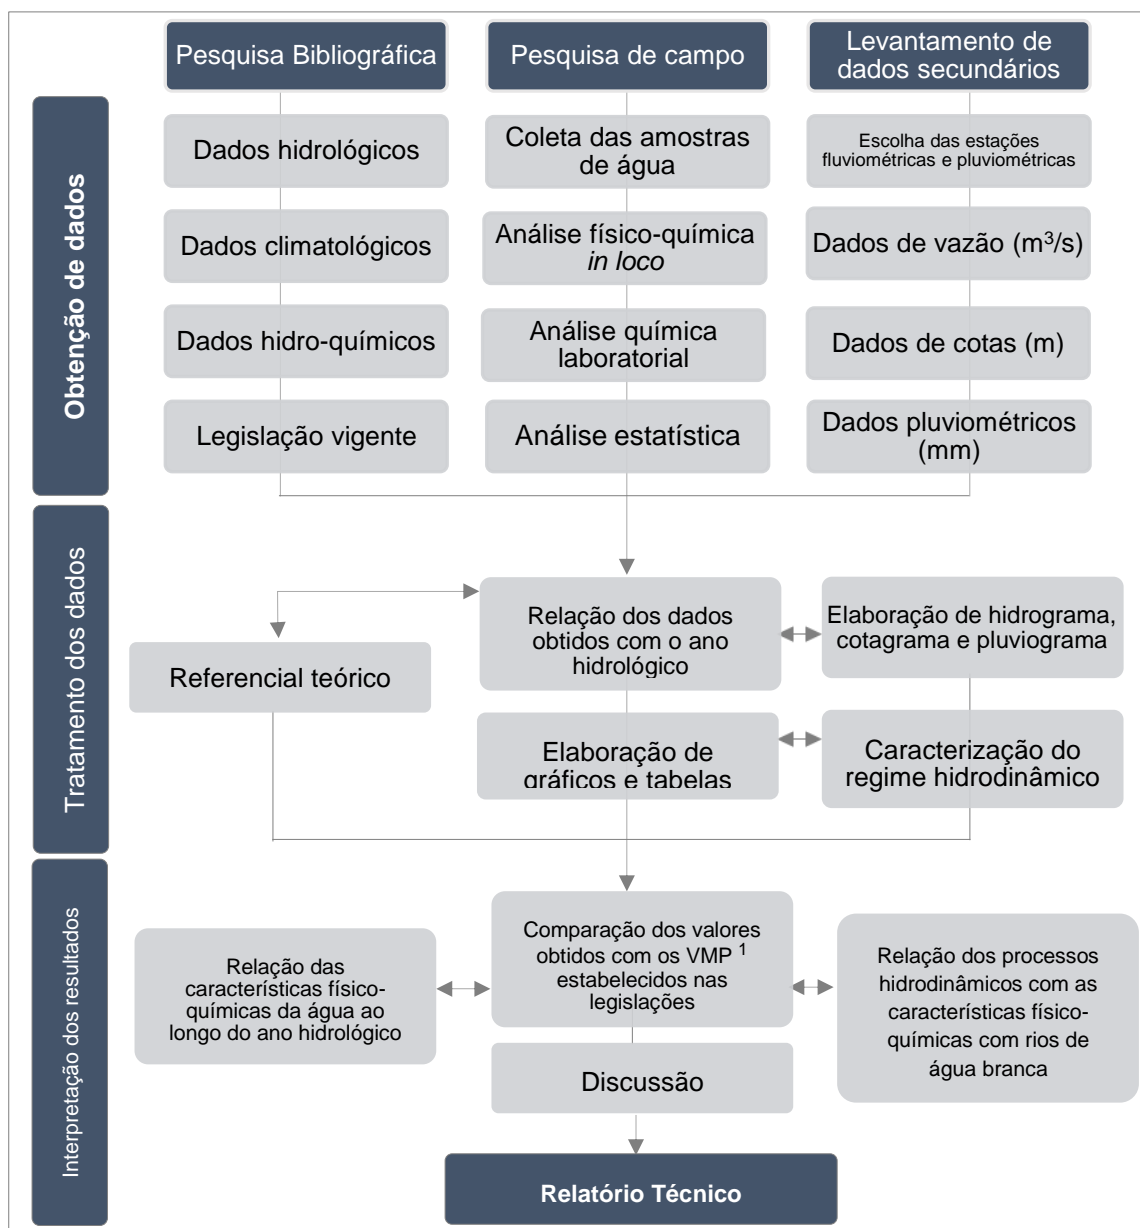 Pesquisa Bibliográfica
Pesquisa de campo
Levantamento de
dados secundários
Obtenção de dados
Dados hidrológicos
Coleta das amostras
de água
Escolha das estações
fluviométricas e pluviométricas
Dados climatológicos
Análise físico-química
in loco
Dados de vazão (m³/s)
Dados hidro-químicos
Análise química
laboratorial
Dados de cotas (m)
Legislação vigente
Análise estatística
Dados pluviométricos
(mm)
Tratamento dos dados
Referencial teórico
Relação dos dados
obtidos com o ano
hidrológico
Elaboração de hidrograma,
cotagrama e pluviograma
Elaboração de
gráficos e tabelas
Caracterização do
regime hidrodinâmico
Interpretação dos resultados
Relação das
características físico-
químicas da água ao
longo do ano hidrológico
Comparação dos valores
obtidos com os VMP ¹
estabelecidos nas
legislações
Relação dos processos
hidrodinâmicos com as
características físico-
químicas com rios de
água branca
Discussão
Relatório Técnico